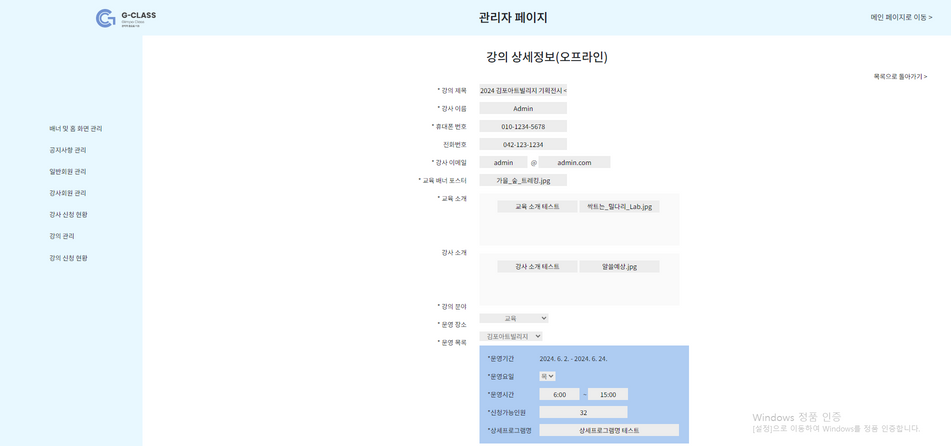 G-CLASS
관리자 페이지
메인 페이지로 이동 >
강의 상세정보(오프라인)
목록으로 돌아가기 >
배너 및 홈 화면 관리
공지사항 관리
일반회원 관리
강사회원 관리
강사 신청 현황
강의 관리
강의 신청 현황
* 강의 제목 2024 김포아트빌리지 기획전시 <
* 강사 이름 Admin
* 휴대폰 번호 010-1234-5678
전화번호 042-123-1234
* 강사 이메일 admin @ admin.com
* 교육 배너 포스터 가을_숲_트레킹.jpg
* 교육 소개 교육 소개 테스트 싹트는_밀다리_Lab.jpg
강사 소개 강사 소개 테스트 알쓸예상.jpg
* 강의 분야 교육
* 운영 장소 김포아트빌리지
* 운영 목록
*운영기간 2024. 6. 2. - 2024. 6. 24.
*운영요일 목
*운영시간 6:00 ~ 15:00
*신청가능인원 32
*상세프로그램명 상세프로그램명 테스트
Windows 정품 인증
[설정]으로 이동하여 Windows를 정품 인증합니다.